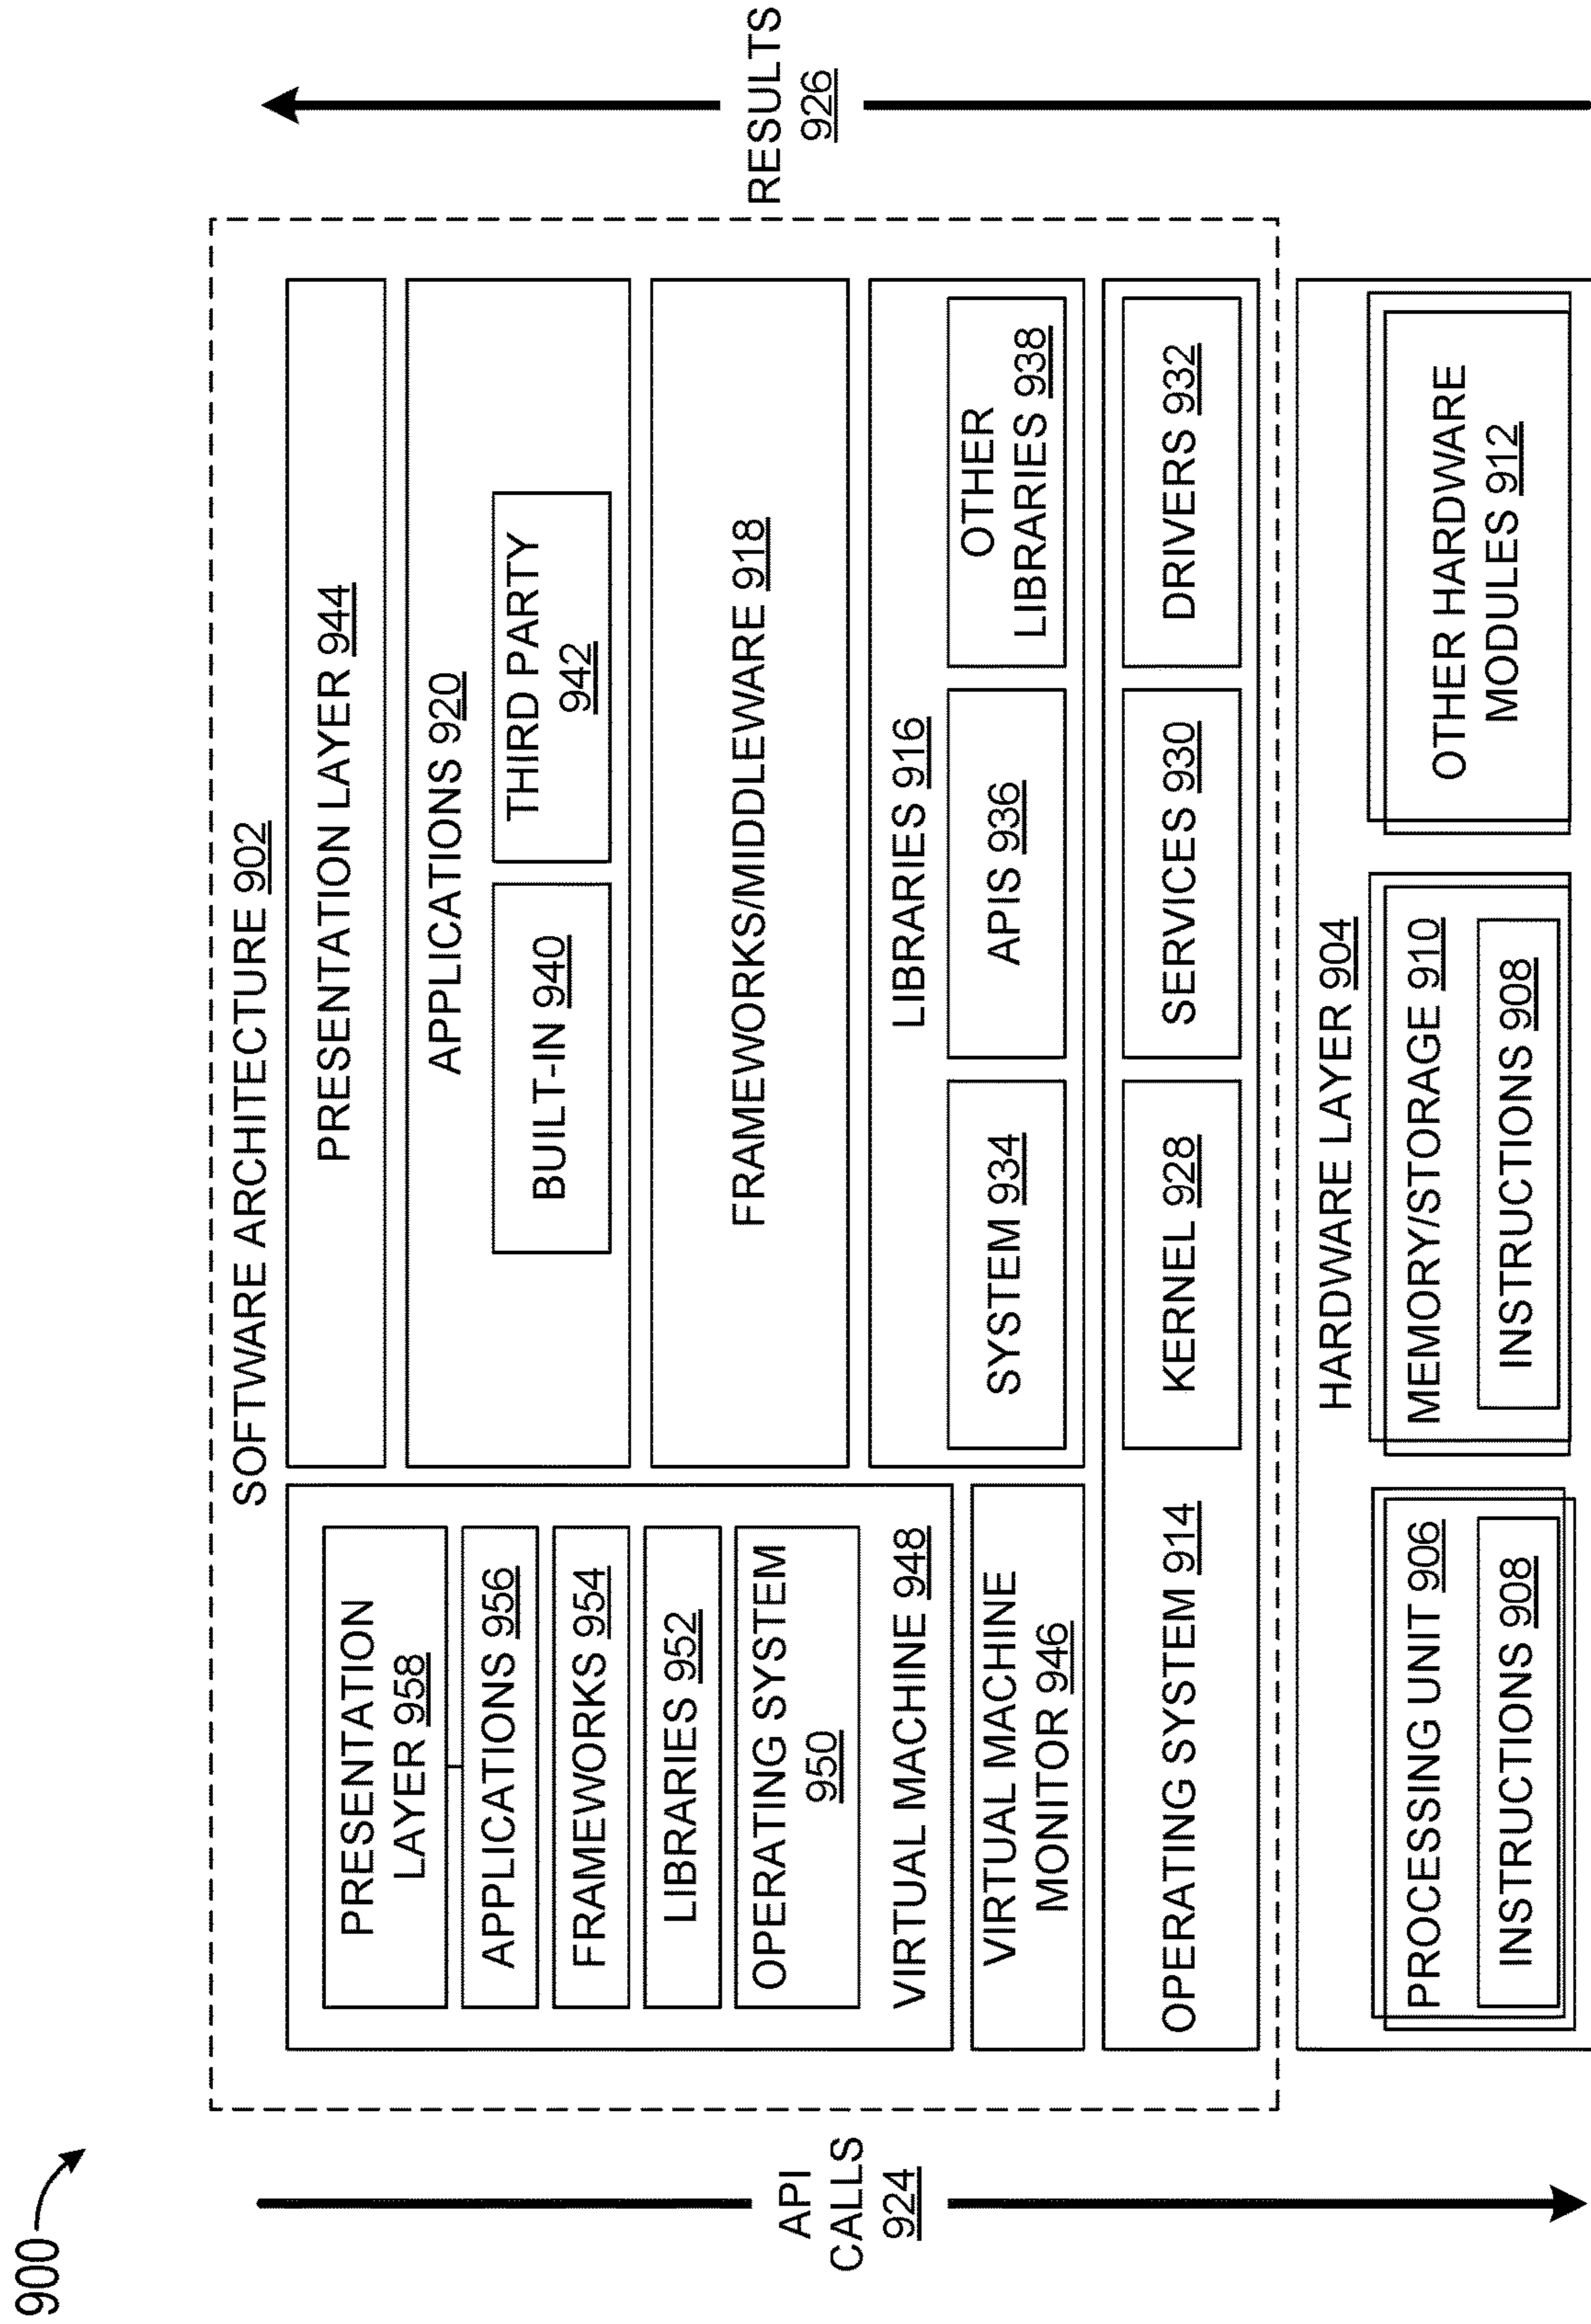 900
SOFTWARE ARCHITECTURE 902
PRESENTATION
LAYER 958
APPLICATIONS 956
FRAMEWORKS 954
LIBRARIES 952
OPERATING SYSTEM
950
VIRTUAL MACHINE 948
VIRTUAL MACHINE
MONITOR 946
PRESENTATION LAYER 944
APPLICATIONS 920
BUILT-IN 940
THIRD PARTY
942
FRAMEWORKS/MIDDLEWARE 918
LIBRARIES 916
SYSTEM 934
APIS 936
OTHER
LIBRARIES 938
OPERATING SYSTEM 914
KERNEL 928
SERVICES 930
DRIVERS 932
HARDWARE LAYER 904
PROCESSING UNIT 906
INSTRUCTIONS 908
MEMORY/STORAGE 910
INSTRUCTIONS 908
OTHER HARDWARE
MODULES 912
API
CALLS
924
RESULTS
926